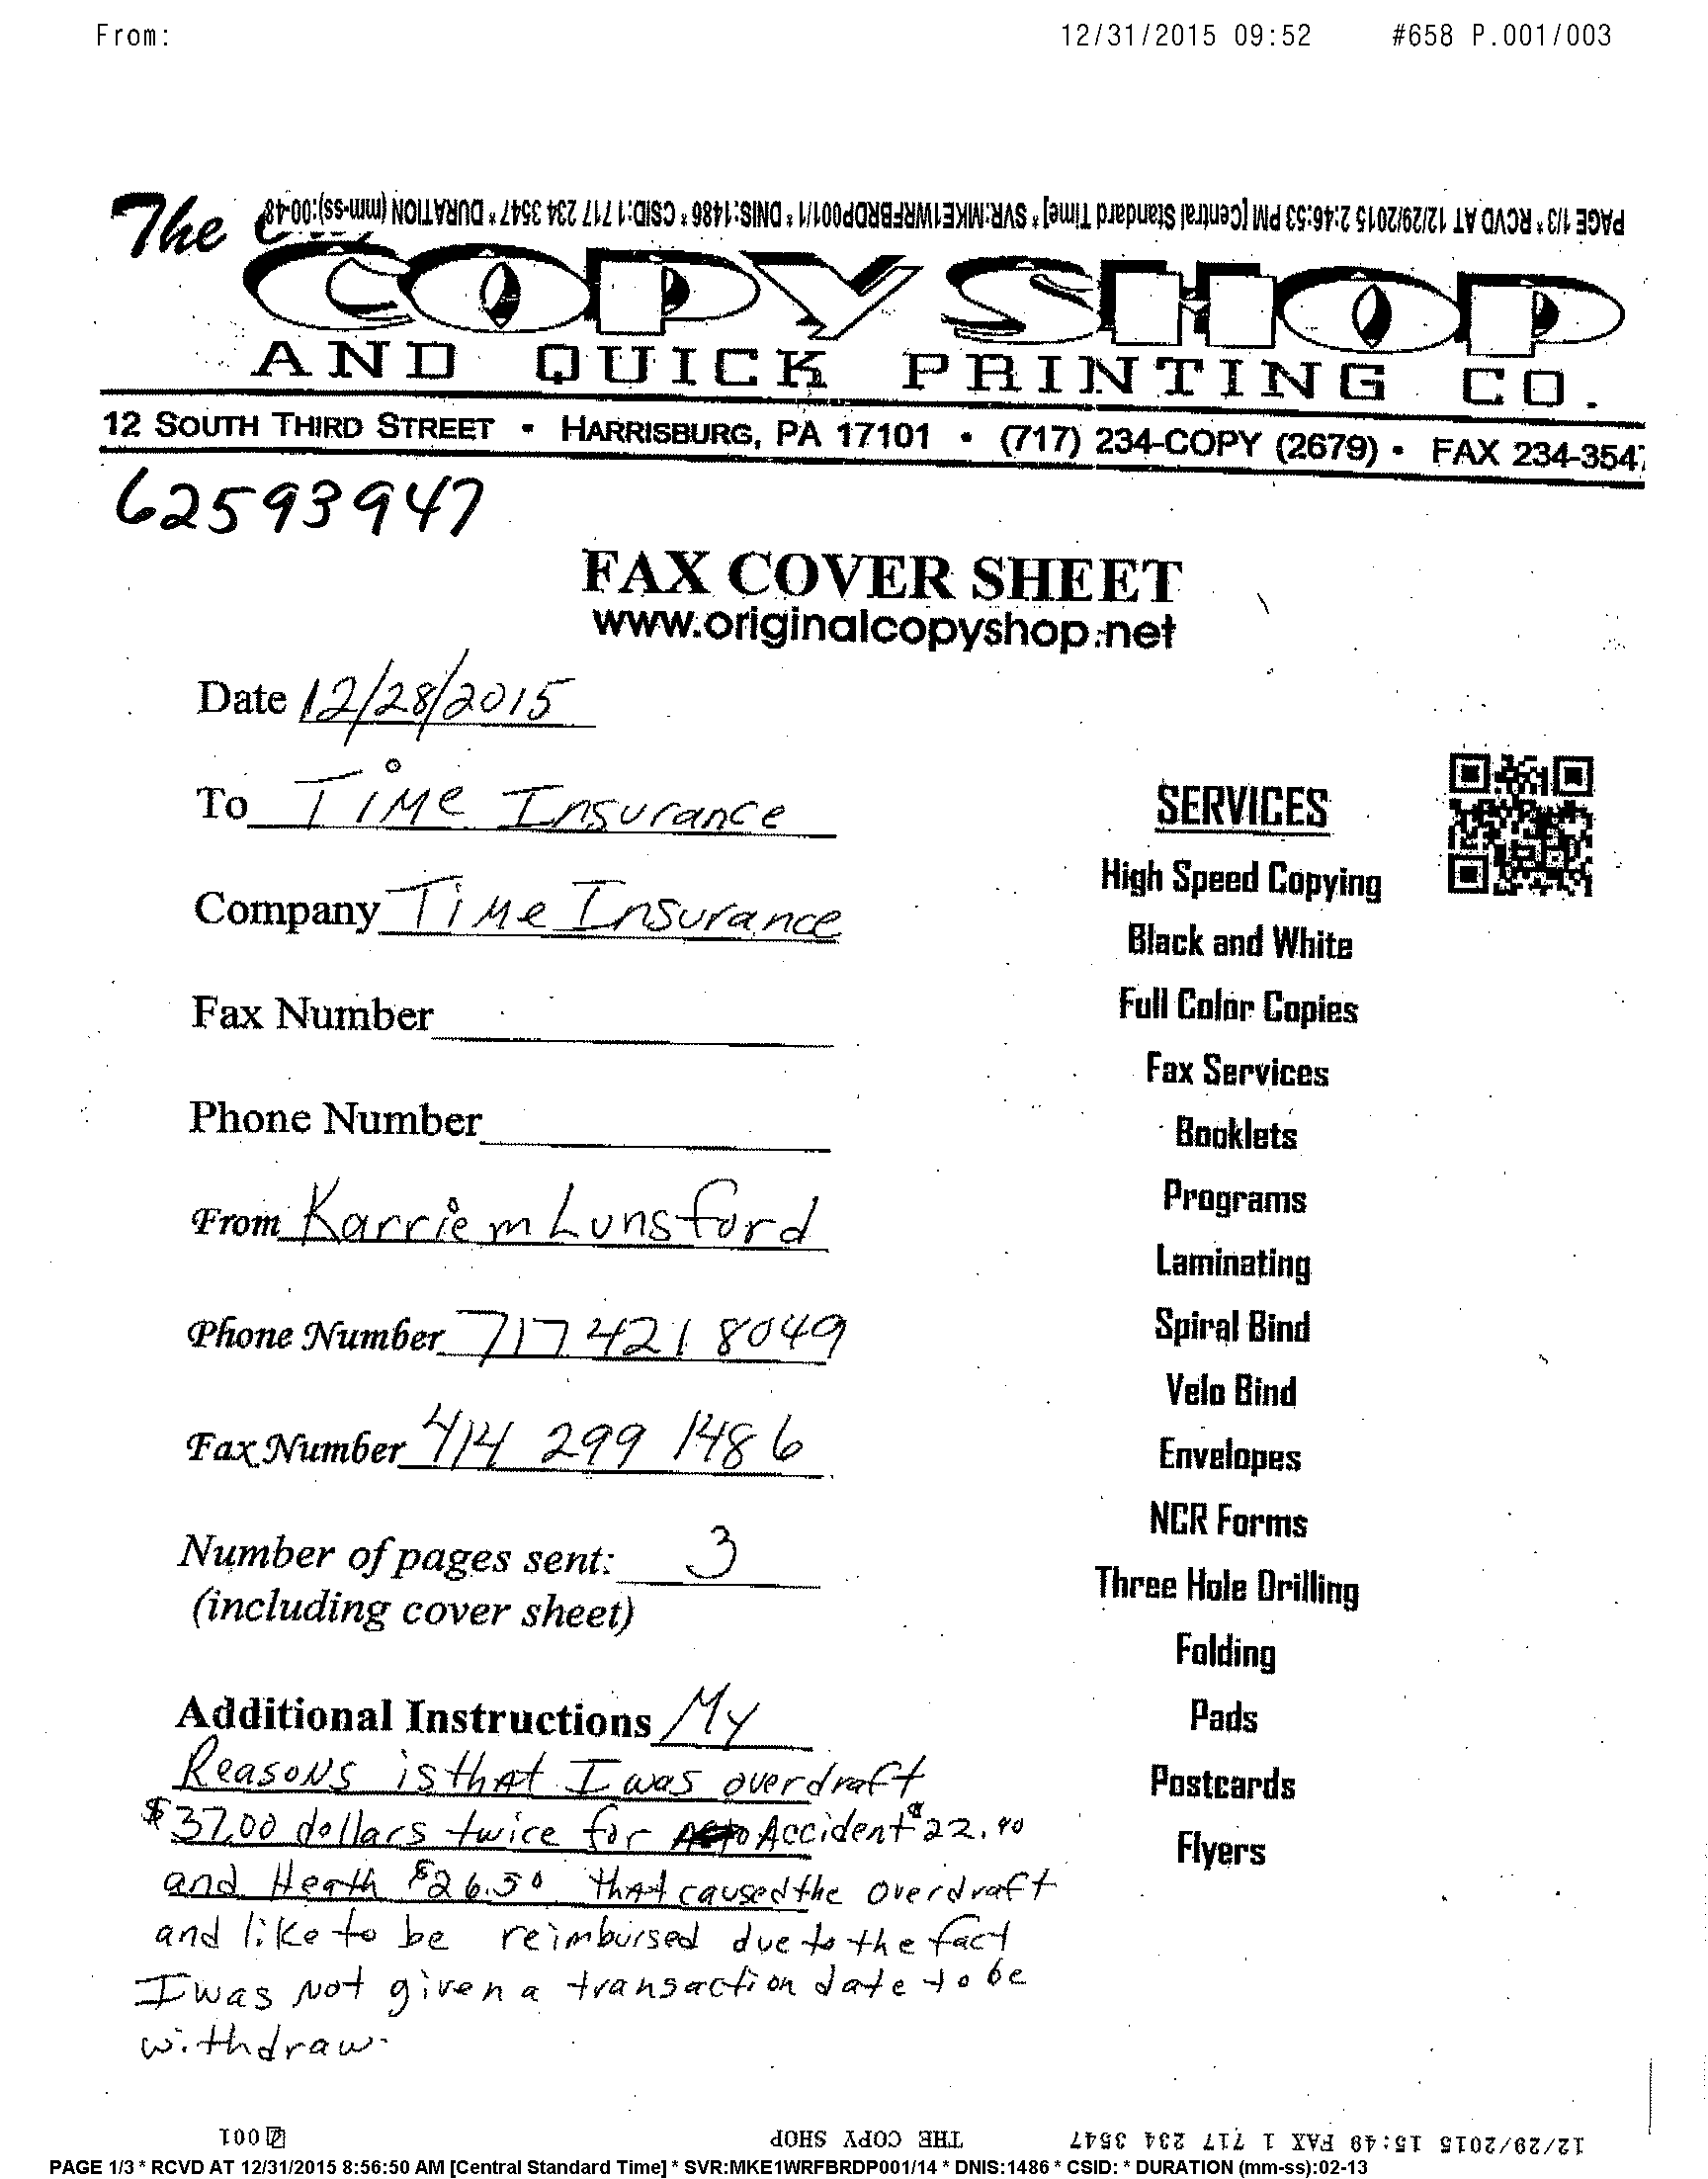 From: 12/31/2015 09:52 #658 P.001/003
PAGE 1/3 * RCVD AT 12/29/2015 2:46:53 PM [Central Standard Time] * SVR:MKE1WRFBRDP001/1 * DNIS:1486 * CSID:1 717 234 3547 * DURATION (mm-ss):00-48
The
COPY SHOP
AND QUICK PRINTING CO.
12 SOUTH THIRD STREET • HARRISBURG, PA 17101 • (717) 234-COPY (2679) • FAX 234-3547
62593947
FAX COVER SHEET
www.originalcopyshop.net
Date 12/28/2015
To Time Insurance
Company Time Insurance
Fax Number
Phone Number
From Karrie m Lunsford
Phone Number 717 421 8049
Fax Number 414 299 1486
Number of pages sent: 3
(including cover sheet)
Additional Instructions My
Reasons is that I was overdraft
$37.00 dollars twice for Accident $22.90
and Heath $26.50 that caused the overdraft
and like to be reimbursed due to the fact
I was Not given a transaction date to be
withdraw.
SERVICES
High Speed Copying
Black and White
Full Color Copies
Fax Services
Booklets
Programs
Laminating
Spiral Bind
Velo Bind
Envelopes
NCR Forms
Three Hole Drilling
Folding
Pads
Postcards
Flyers
12/29/2015 15:48 FAX 1 717 234 3547 THE COPY SHOP 001
PAGE 1/3 * RCVD AT 12/31/2015 8:56:50 AM [Central Standard Time] * SVR:MKE1WRFBRDP001/14 * DNIS:1486 * CSID: * DURATION (mm-ss):02-13